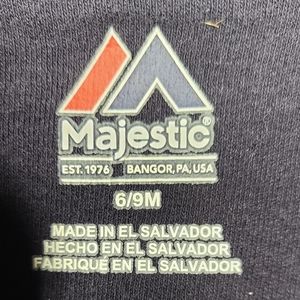 Majestic®
EST. 1976 BANGOR, PA, USA
6/9M
MADE IN EL SALVADOR
HECHO EN EL SALVADOR
FABRIQUÉ EN EL SALVADOR